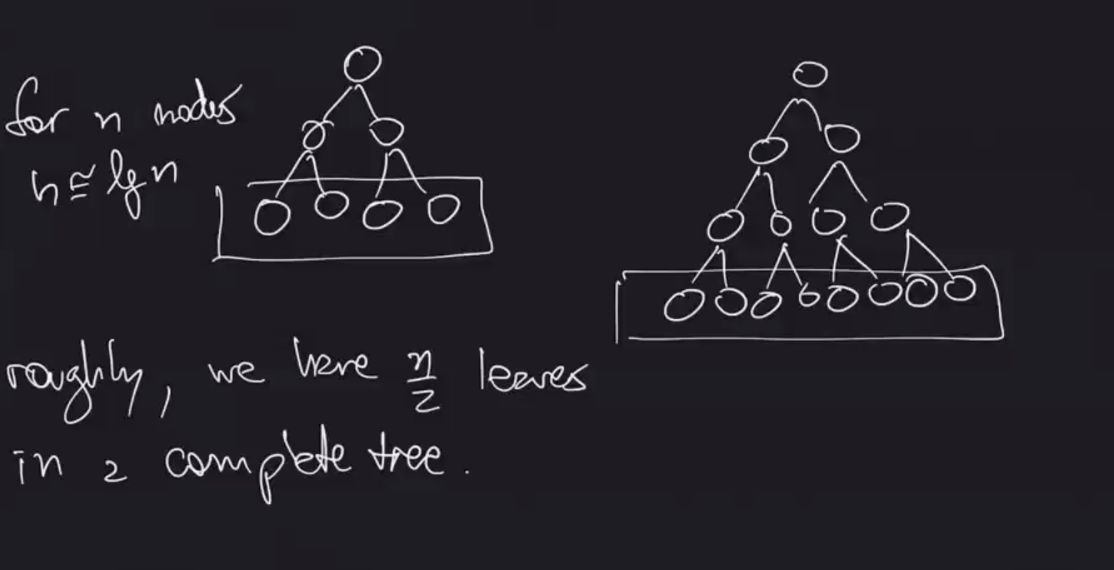 for n nodes
h ≅ lg n
roughly, we have n/2 leaves
in a complete tree.